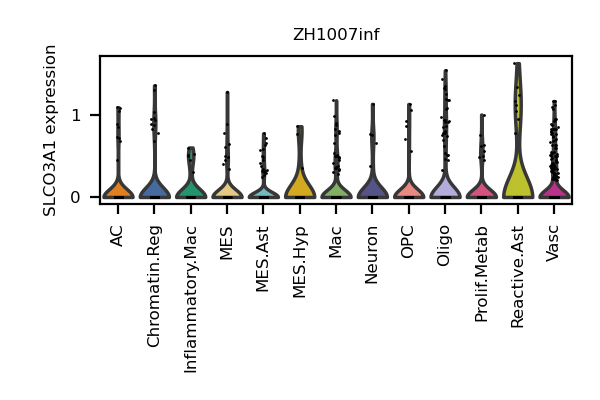 ZH1007inf
SLCO3A1 expression
1
0
AC
Chromatin.Reg
Inflammatory.Mac
MES
MES.Ast
MES.Hyp
Mac
Neuron
OPC
Oligo
Prolif.Metab
Reactive.Ast
Vasc